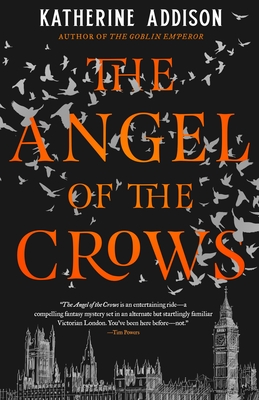 KATHERINE ADDISON
AUTHOR OF THE GOBLIN EMPEROR
THE
ANGEL
OF THE
CROWS
"The Angel of the Crows is an entertaining ride—a
compelling fantasy mystery set in an alternate but startlingly familiar
Victorian London. You've been here before—not."
—Tim Powers